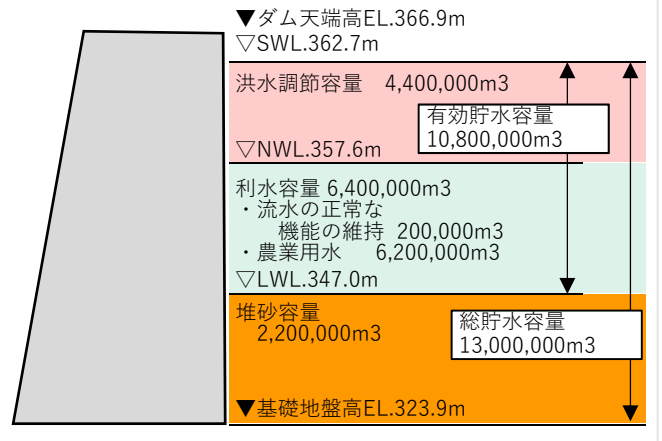 ▼ダム天端高EL.366.9m
▽SWL.362.7m
洪水調節容量 4,400,000m3
有効貯水容量
10,800,000m3
▽NWL.357.6m
利水容量 6,400,000m3
・流水の正常な
機能の維持 200,000m3
・農業用水 6,200,000m3
▽LWL.347.0m
堆砂容量
2,200,000m3
総貯水容量
13,000,000m3
▼基礎地盤高EL.323.9m